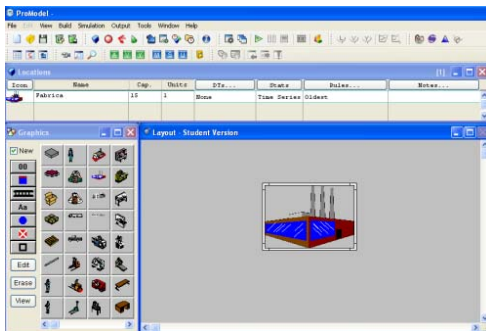 ProModel -
File Edit View Build Simulation Output Tools Window Help
Locations [1]
Icon Name Cap. Units DTs... Stats Rules... Notes...
Fabrica 15 1 None Time Series Oldest
Graphics
Layout - Student Version
New
Aa
Edit
Erase
View